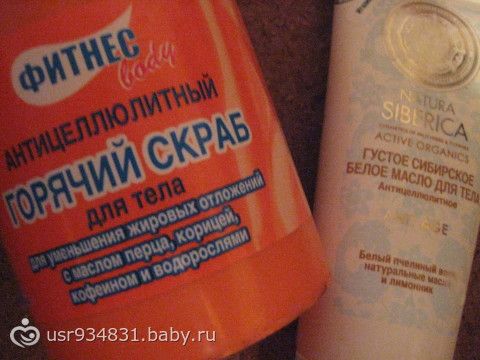 ФИТНЕС
body
АНТИЦЕЛЛЮЛИТНЫЙ
ГОРЯЧИЙ СКРАБ
для тела
для уменьшения жировых отложений
с маслом перца, корицей,
кофеином и водорослями
NATURA
SIBERICA
ACTIVE ORGANICS
ГУСТОЕ СИБИРСКОЕ
БЕЛОЕ МАСЛО ДЛЯ ТЕЛА
Антицеллюлитное
Белый пчелиный воск,
натуральные масла
и лимонник
usr934831.baby.ru